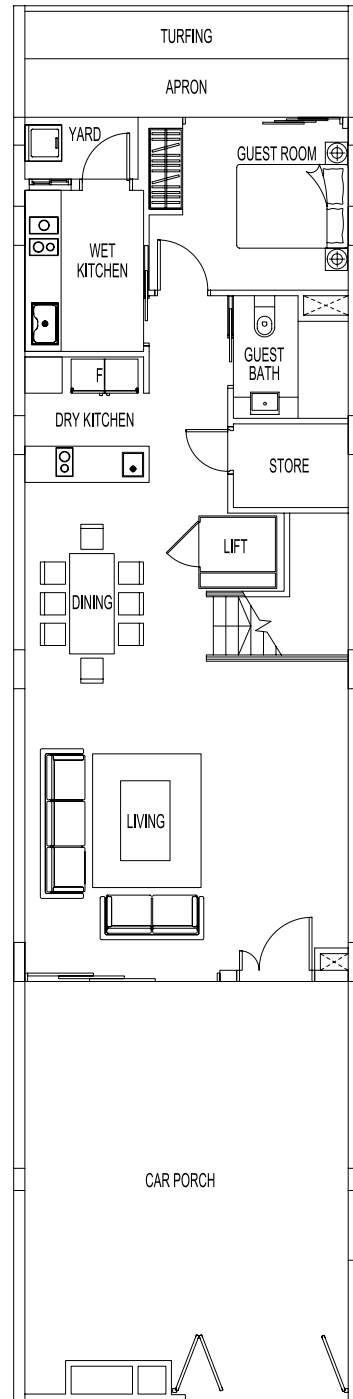 TURFING
APRON
YARD
GUEST ROOM
WET
KITCHEN
GUEST
BATH
F
DRY KITCHEN
STORE
LIFT
DINING
LIVING
CAR PORCH